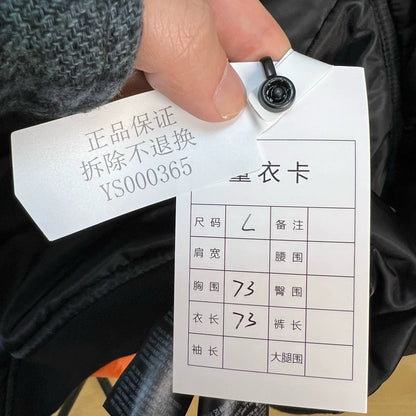 正品保证
拆除不退换
YS000365
量衣卡
尺码 L 备注
肩宽 腰围
胸围 73 臀围
衣长 73 裤长
袖长 大腿围